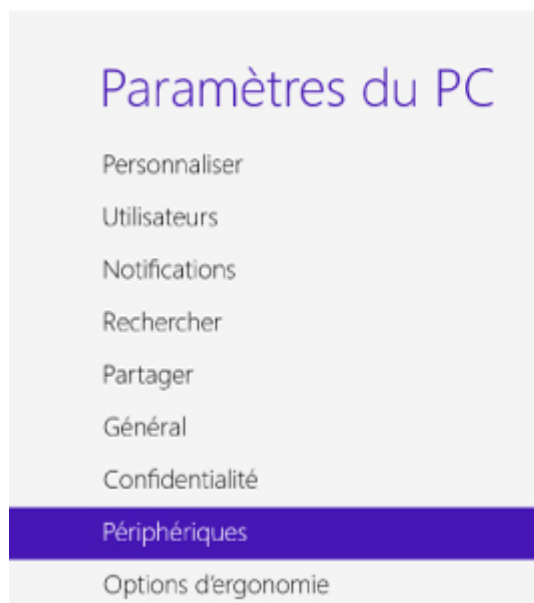 Paramètres du PC
Personnaliser
Utilisateurs
Notifications
Rechercher
Partager
Général
Confidentialité
Périphériques
Options d'ergonomie